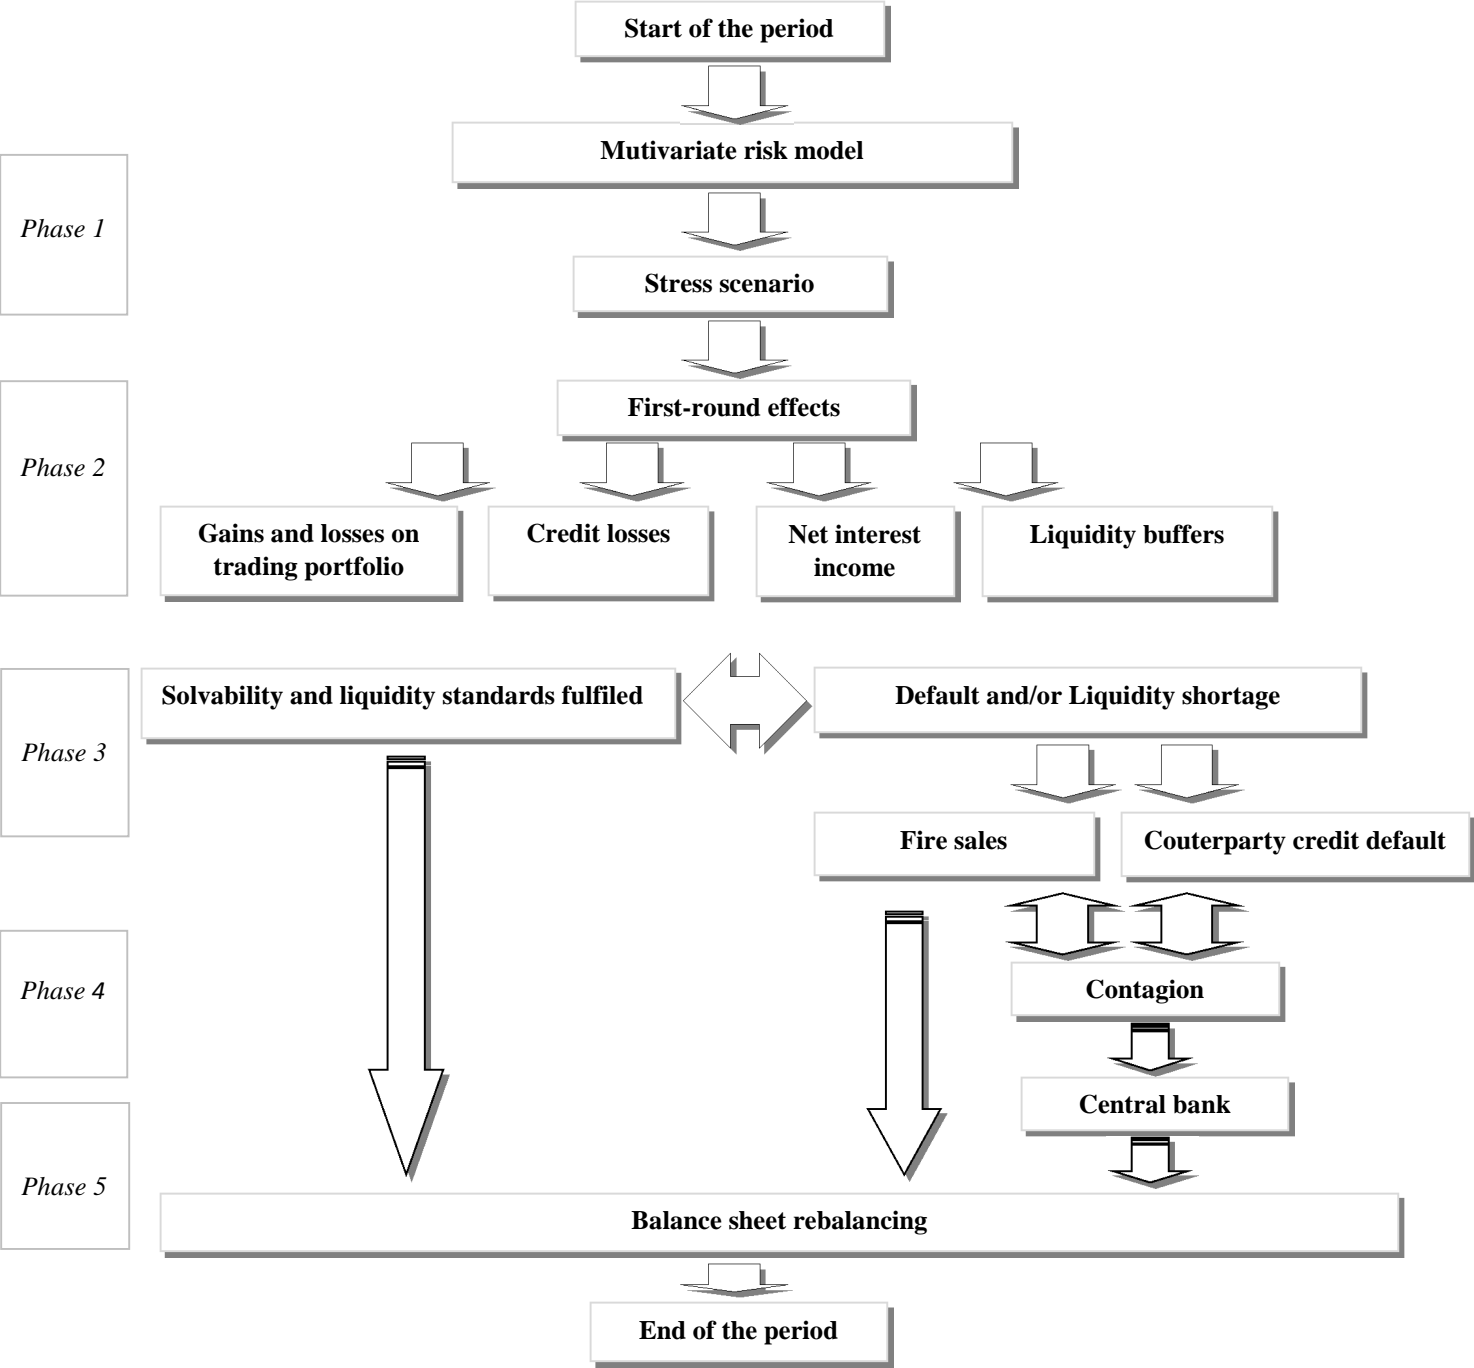 Start of the period
Mutivariate risk model
Phase 1
Stress scenario
First-round effects
Phase 2
Gains and losses on
trading portfolio
Credit losses
Net interest
income
Liquidity buffers
Solvability and liquidity standards fulfiled
Default and/or Liquidity shortage
Phase 3
Fire sales
Couterparty credit default
Phase 4
Contagion
Central bank
Phase 5
Balance sheet rebalancing
End of the period